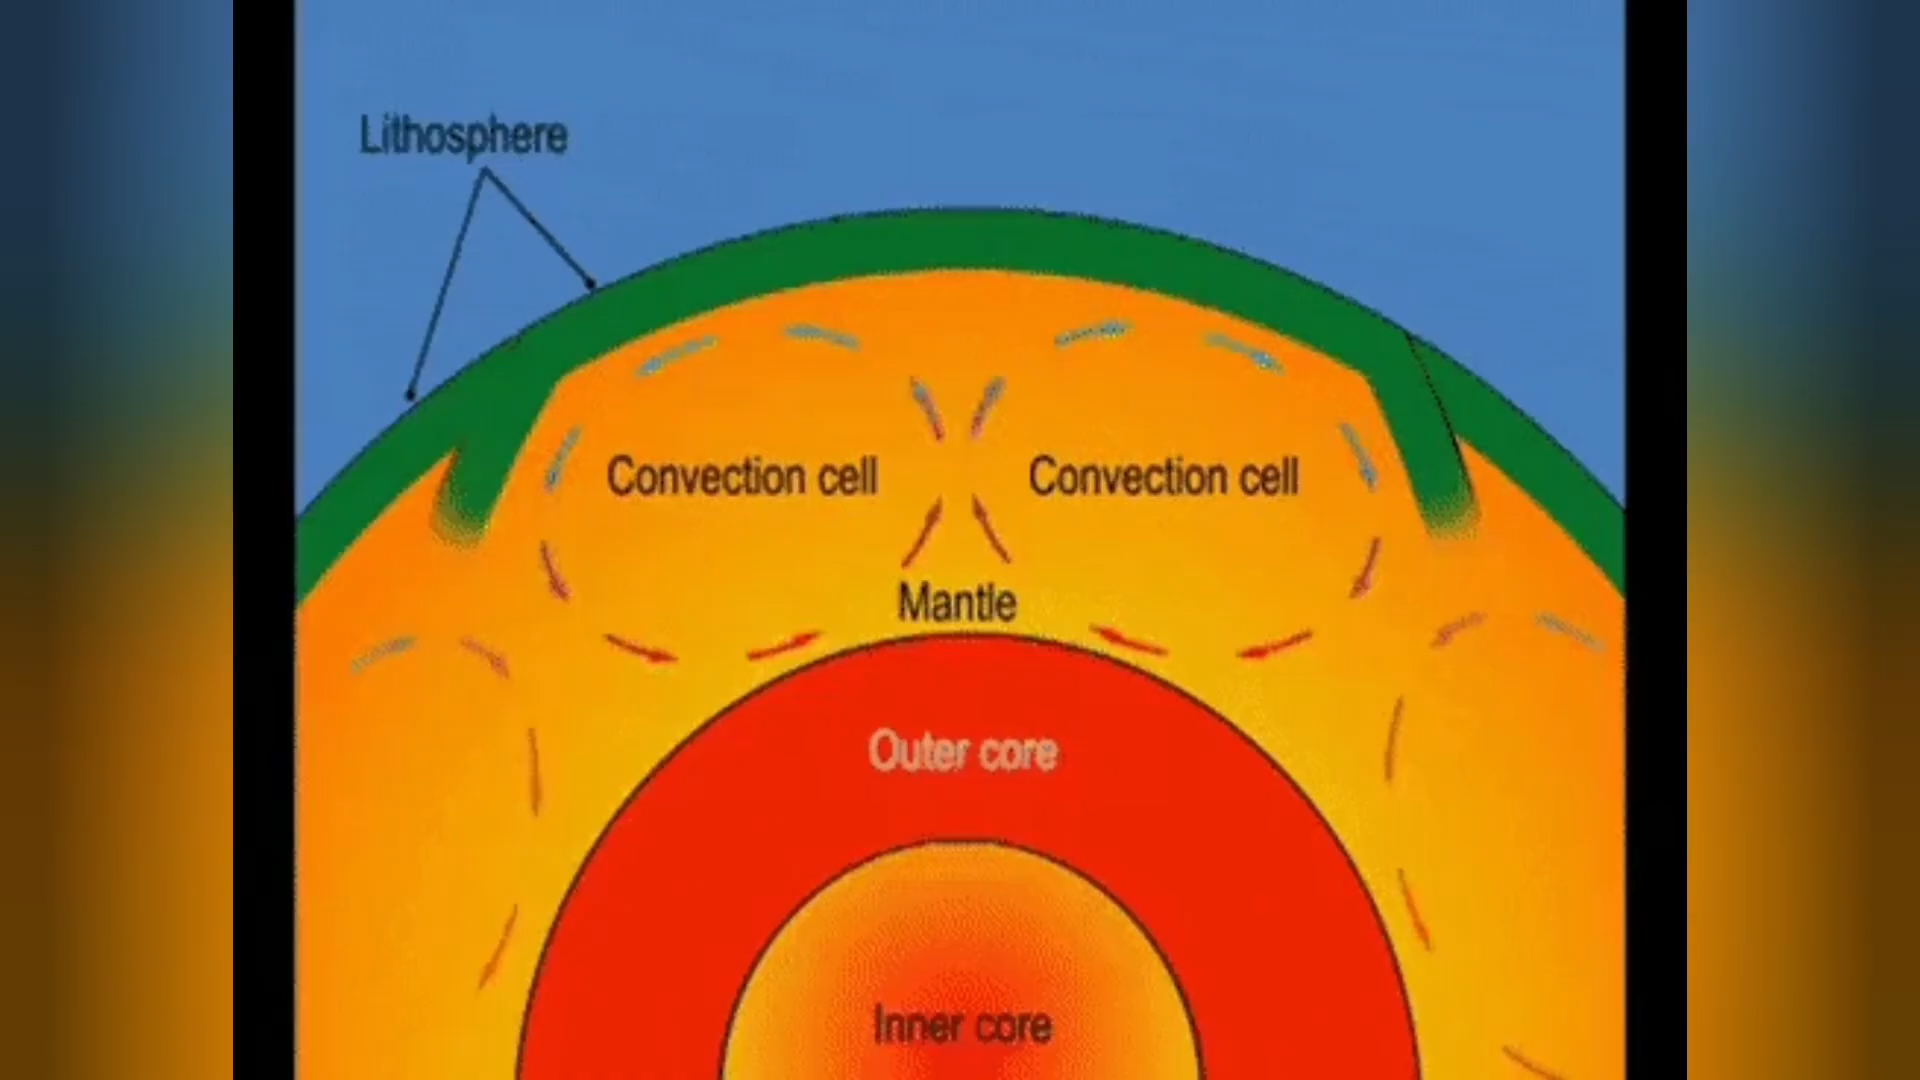 Lithosphere
Convection cell
Convection cell
Mantle
Outer core
Inner core